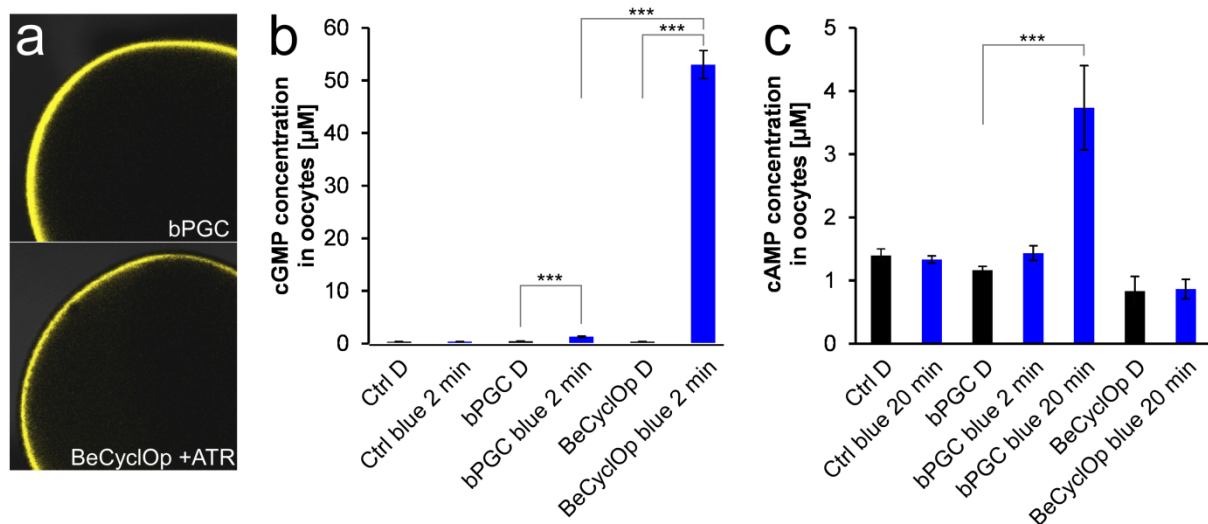 a
bPGC
BeCyclOp +ATR
b
cGMP concentration
in oocytes [µM]
60
50
40
30
20
10
0
***
***
***
Ctrl D
Ctrl blue 2 min
bPGC D
bPGC blue 2 min
BeCyclOp D
BeCyclOp blue 2 min
c
cAMP concentration
in oocytes [µM]
5
4
3
2
1
0
***
Ctrl D
Ctrl blue 20 min
bPGC D
bPGC blue 2 min
bPGC blue 20 min
BeCyclOp D
BeCyclOp blue 20 min